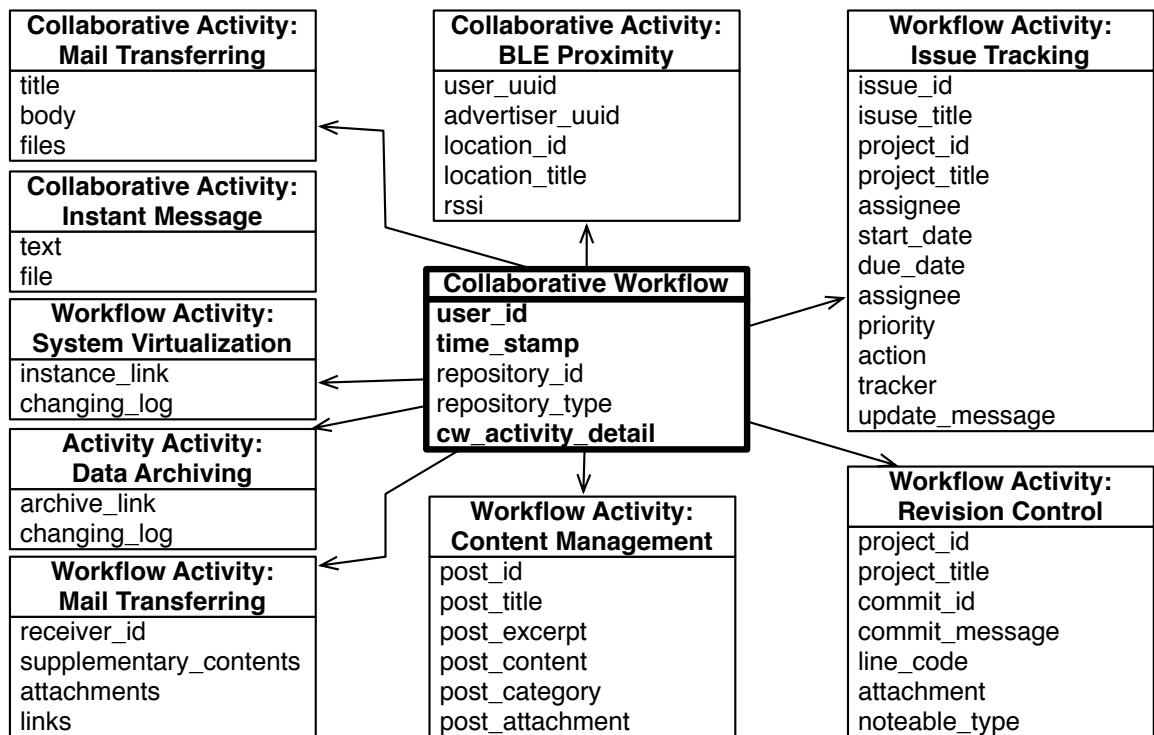 Collaborative Activity:
Mail Transferring
title
body
files
Collaborative Activity:
Instant Message
text
file
Workflow Activity:
System Virtualization
instance_link
changing_log
Activity Activity:
Data Archiving
archive_link
changing_log
Workflow Activity:
Mail Transferring
receiver_id
supplementary_contents
attachments
links
Collaborative Activity:
BLE Proximity
user_uuid
advertiser_uuid
location_id
location_title
rssi
Collaborative Workflow
user_id
time_stamp
repository_id
repository_type
cw_activity_detail
Workflow Activity:
Content Management
post_id
post_title
post_excerpt
post_content
post_category
post_attachment
Workflow Activity:
Issue Tracking
issue_id
isuse_title
project_id
project_title
assignee
start_date
due_date
assignee
priority
action
tracker
update_message
Workflow Activity:
Revision Control
project_id
project_title
commit_id
commit_message
line_code
attachment
noteable_type